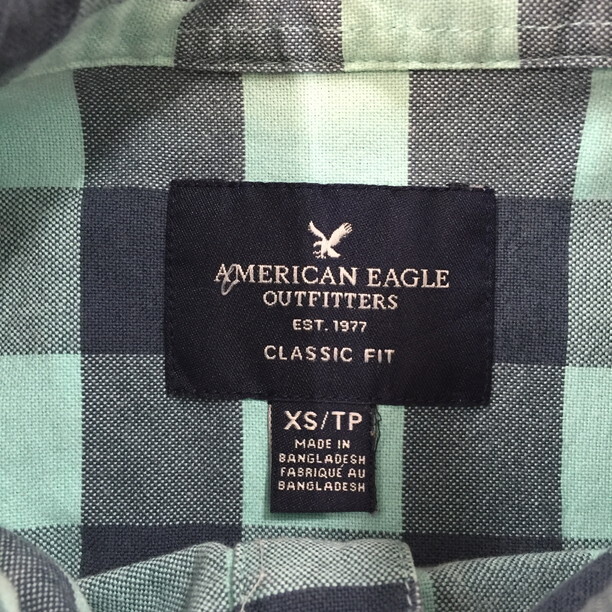 AMERICAN EAGLE
OUTFITTERS
EST. 1977
CLASSIC FIT
XS/TP
MADE IN
BANGLADESH
FABRIQUÉ AU
BANGLADESH